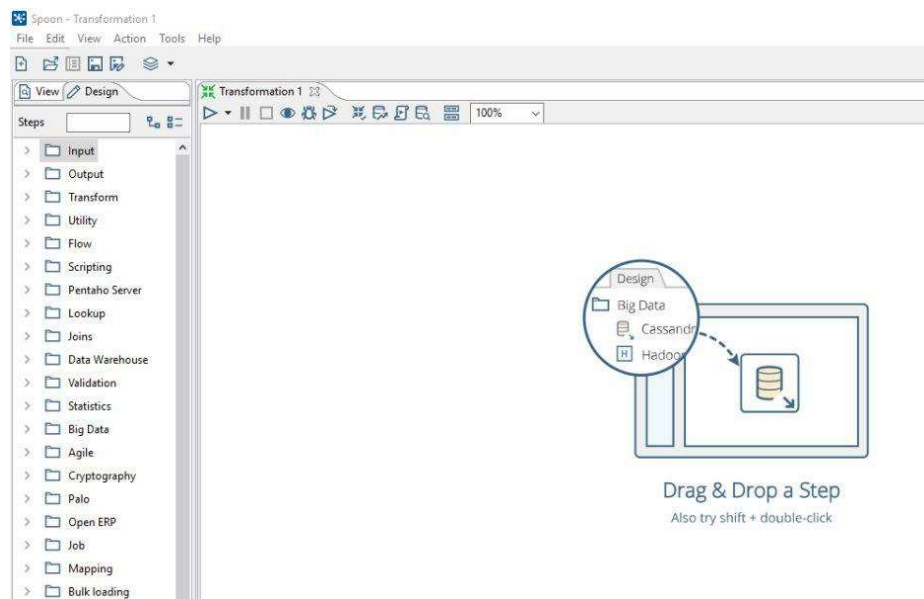 Spoon - Transformation 1
File Edit View Action Tools Help
View Design
Transformation 1
Steps
100%
Input
Output
Transform
Utility
Flow
Scripting
Pentaho Server
Lookup
Joins
Data Warehouse
Validation
Statistics
Big Data
Agile
Cryptography
Palo
Open ERP
Job
Mapping
Bulk loading
Design
Big Data
Cassandr
H Hadoop
Drag & Drop a Step
Also try shift + double-click